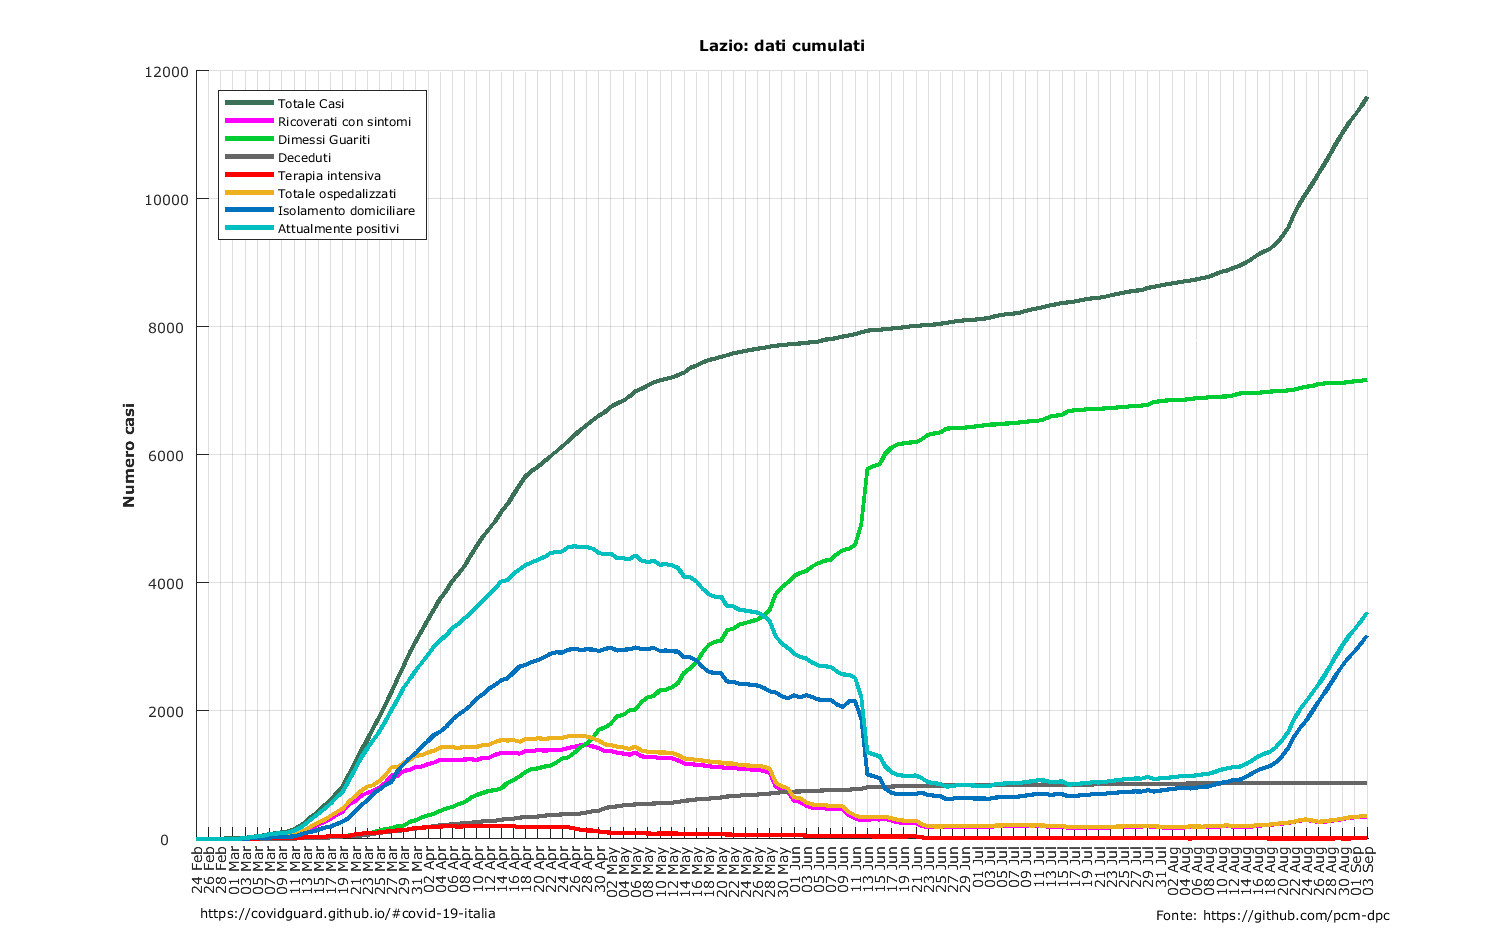 Lazio: dati cumulati
12000
10000
8000
6000
4000
2000
0
Numero casi
Totale Casi
Ricoverati con sintomi
Dimessi Guariti
Deceduti
Terapia intensiva
Totale ospedalizzati
Isolamento domiciliare
Attualmente positivi
24 Feb
26 Feb
28 Feb
01 Mar
03 Mar
05 Mar
07 Mar
09 Mar
11 Mar
13 Mar
15 Mar
17 Mar
19 Mar
21 Mar
23 Mar
25 Mar
27 Mar
29 Mar
31 Mar
02 Apr
04 Apr
06 Apr
08 Apr
10 Apr
12 Apr
14 Apr
16 Apr
18 Apr
20 Apr
22 Apr
24 Apr
26 Apr
28 Apr
30 Apr
02 May
04 May
06 May
08 May
10 May
12 May
14 May
16 May
18 May
20 May
22 May
24 May
26 May
28 May
30 May
01 Jun
03 Jun
05 Jun
07 Jun
09 Jun
11 Jun
13 Jun
15 Jun
17 Jun
19 Jun
21 Jun
23 Jun
25 Jun
27 Jun
29 Jun
01 Jul
03 Jul
05 Jul
07 Jul
09 Jul
11 Jul
13 Jul
15 Jul
17 Jul
19 Jul
21 Jul
23 Jul
25 Jul
27 Jul
29 Jul
31 Jul
02 Aug
04 Aug
06 Aug
08 Aug
10 Aug
12 Aug
14 Aug
16 Aug
18 Aug
20 Aug
22 Aug
24 Aug
26 Aug
28 Aug
30 Aug
01 Sep
03 Sep
https://covidguard.github.io/#covid-19-italia
Fonte: https://github.com/pcm-dpc